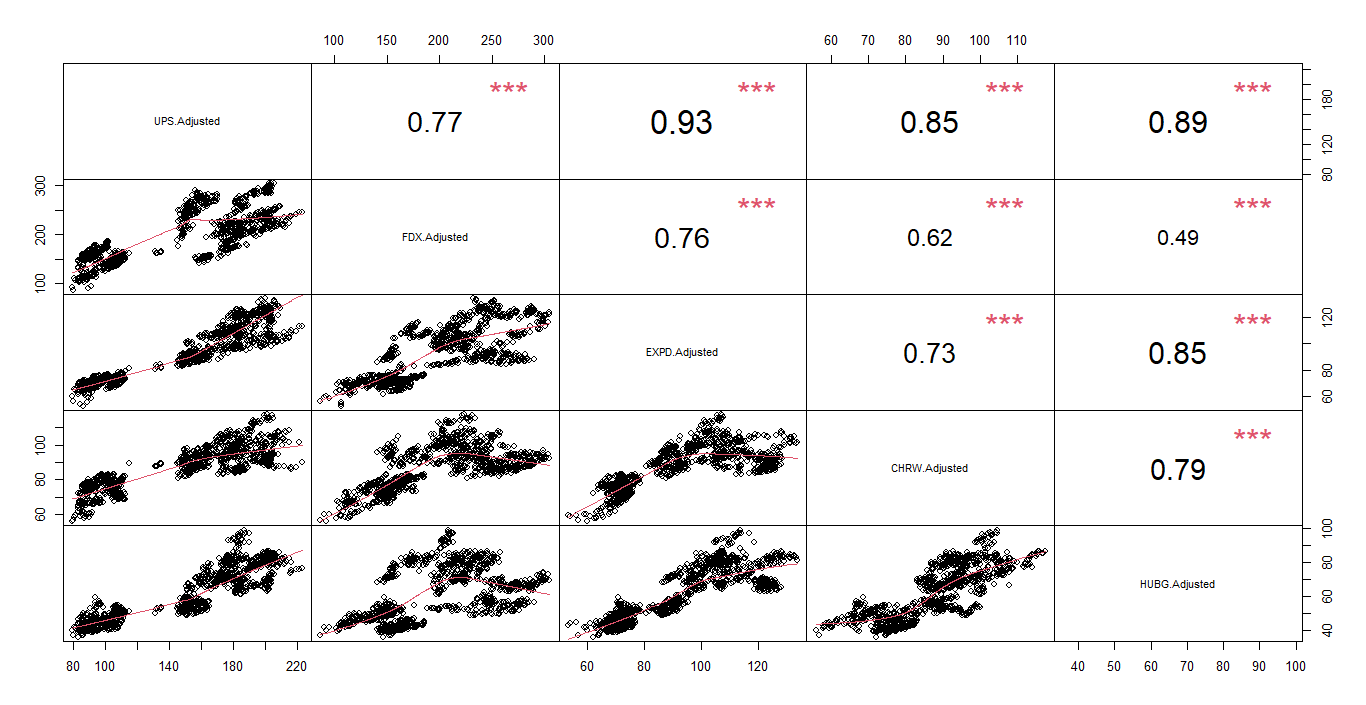 100 150 200 250 300 60 70 80 90 100 110
UPS.Adjusted 0.77 *** 0.93 *** 0.85 *** 0.89 *** 80 120 180
100 200 300 FDX.Adjusted 0.76 *** 0.62 *** 0.49 ***
EXPD.Adjusted 0.73 *** 0.85 *** 60 80 120
60 80 100 CHRW.Adjusted 0.79 ***
HUBG.Adjusted 40 60 80 100
80 100 140 180 220 60 80 100 120 40 50 60 70 80 90 100